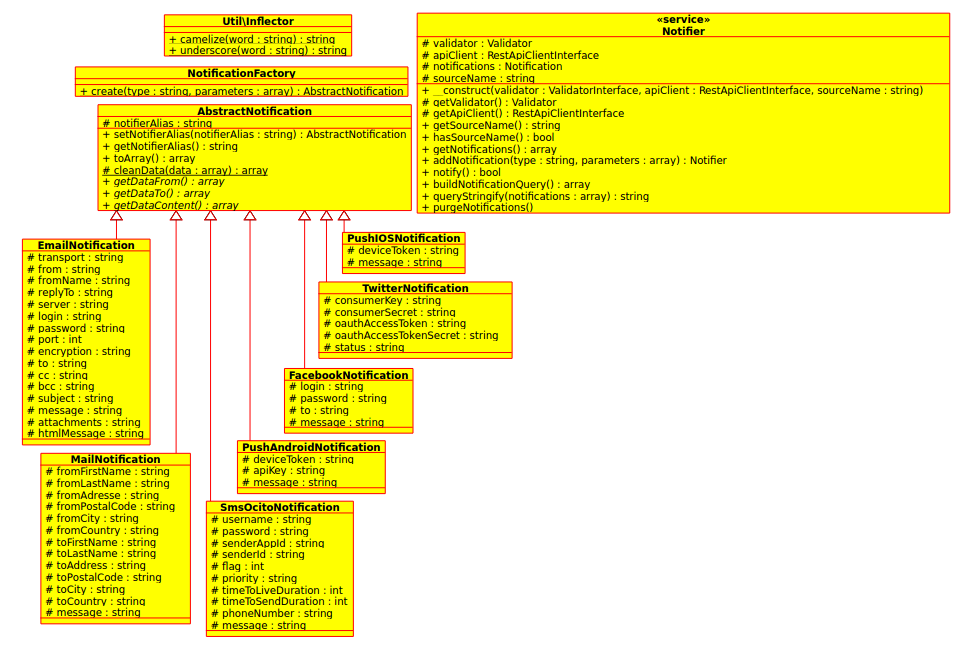 Util\Inflector
+ camelize(word : string) : string
+ underscore(word : string) : string
NotificationFactory
+ create(type : string, parameters : array) : AbstractNotification
AbstractNotification
# notifierAlias : string
+ setNotifierAlias(notifierAlias : string) : AbstractNotification
+ getNotifierAlias() : string
+ toArray() : array
# cleanData(data : array) : array
+ getDataFrom() : array
+ getDataTo() : array
+ getDataContent() : array
«service»
Notifier
# validator : Validator
# apiClient : RestApiClientInterface
# notifications : Notification
# sourceName : string
+ __construct(validator : ValidatorInterface, apiClient : RestApiClientInterface, sourceName : string)
# getValidator() : Validator
# getApiClient() : RestApiClientInterface
+ getSourceName() : string
+ hasSourceName() : bool
+ getNotifications() : array
+ addNotification(type : string, parameters : array) : Notifier
+ notify() : bool
+ buildNotificationQuery() : array
+ queryStringify(notifications : array) : string
+ purgeNotifications()
EmailNotification
# transport : string
# from : string
# fromName : string
# replyTo : string
# server : string
# login : string
# password : string
# port : int
# encryption : string
# to : string
# cc : string
# bcc : string
# subject : string
# message : string
# attachments : string
# htmlMessage : string
PushIOSNotification
# deviceToken : string
# message : string
TwitterNotification
# consumerKey : string
# consumerSecret : string
# oauthAccessToken : string
# oauthAccessTokenSecret : string
# status : string
FacebookNotification
# login : string
# password : string
# to : string
# message : string
PushAndroidNotification
# deviceToken : string
# apiKey : string
# message : string
MailNotification
# fromFirstName : string
# fromLastName : string
# fromAdresse : string
# fromPostalCode : string
# fromCity : string
# fromCountry : string
# toFirstName : string
# toLastName : string
# toAddress : string
# toPostalCode : string
# toCity : string
# toCountry : string
# message : string
SmsOcitoNotification
# username : string
# password : string
# senderAppId : string
# senderId : string
# flag : int
# priority : string
# timeToLiveDuration : int
# timeToSendDuration : int
# phoneNumber : string
# message : string